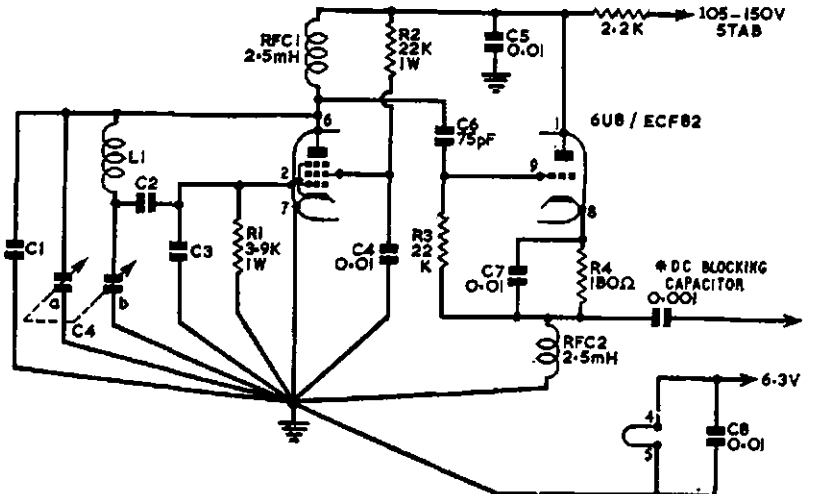 RFC1
2.5mH
R2
22K
1W
C5
0.01
2.2K
105-150V
STAB
6
C6
75pF
1
6U8 / ECF82
L1
2
9
C2
7
8
C1
C3
R1
3.9K
1W
C4
0.01
R3
22
K
C7
0.01
R4
180Ω
* DC BLOCKING
CAPACITOR
0.001
a
b
C4
RFC2
2.5mH
6.3V
4
5
C8
0.01